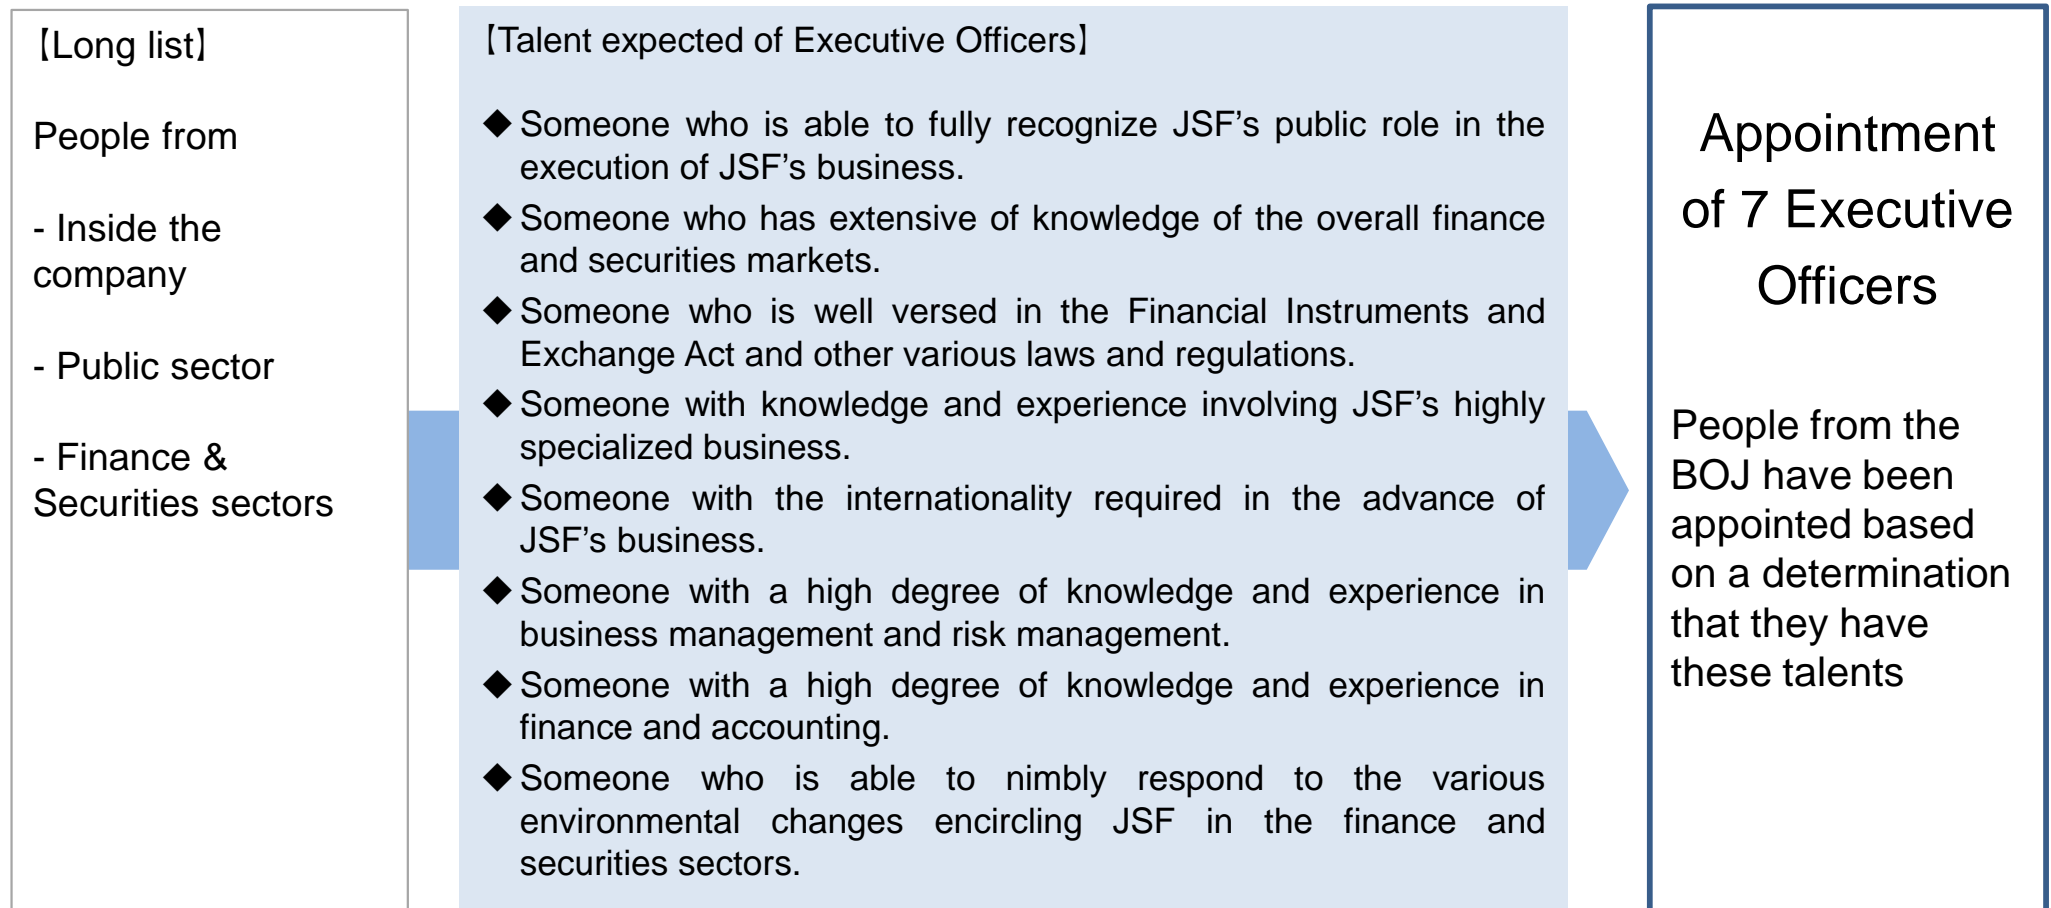 【Long list】
People from
- Inside the
company
- Public sector
- Finance &
Securities sectors
【Talent expected of Executive Officers】
◆Someone who is able to fully recognize JSF’s public role in the
execution of JSF’s business.
◆Someone who has extensive of knowledge of the overall finance
and securities markets.
◆Someone who is well versed in the Financial Instruments and
Exchange Act and other various laws and regulations.
◆Someone with knowledge and experience involving JSF’s highly
specialized business.
◆Someone with the internationality required in the advance of
JSF’s business.
◆Someone with a high degree of knowledge and experience in
business management and risk management.
◆Someone with a high degree of knowledge and experience in
finance and accounting.
◆Someone who is able to nimbly respond to the various
environmental changes encircling JSF in the finance and
securities sectors.
Appointment
of 7 Executive
Officers
People from the
BOJ have been
appointed based
on a determination
that they have
these talents